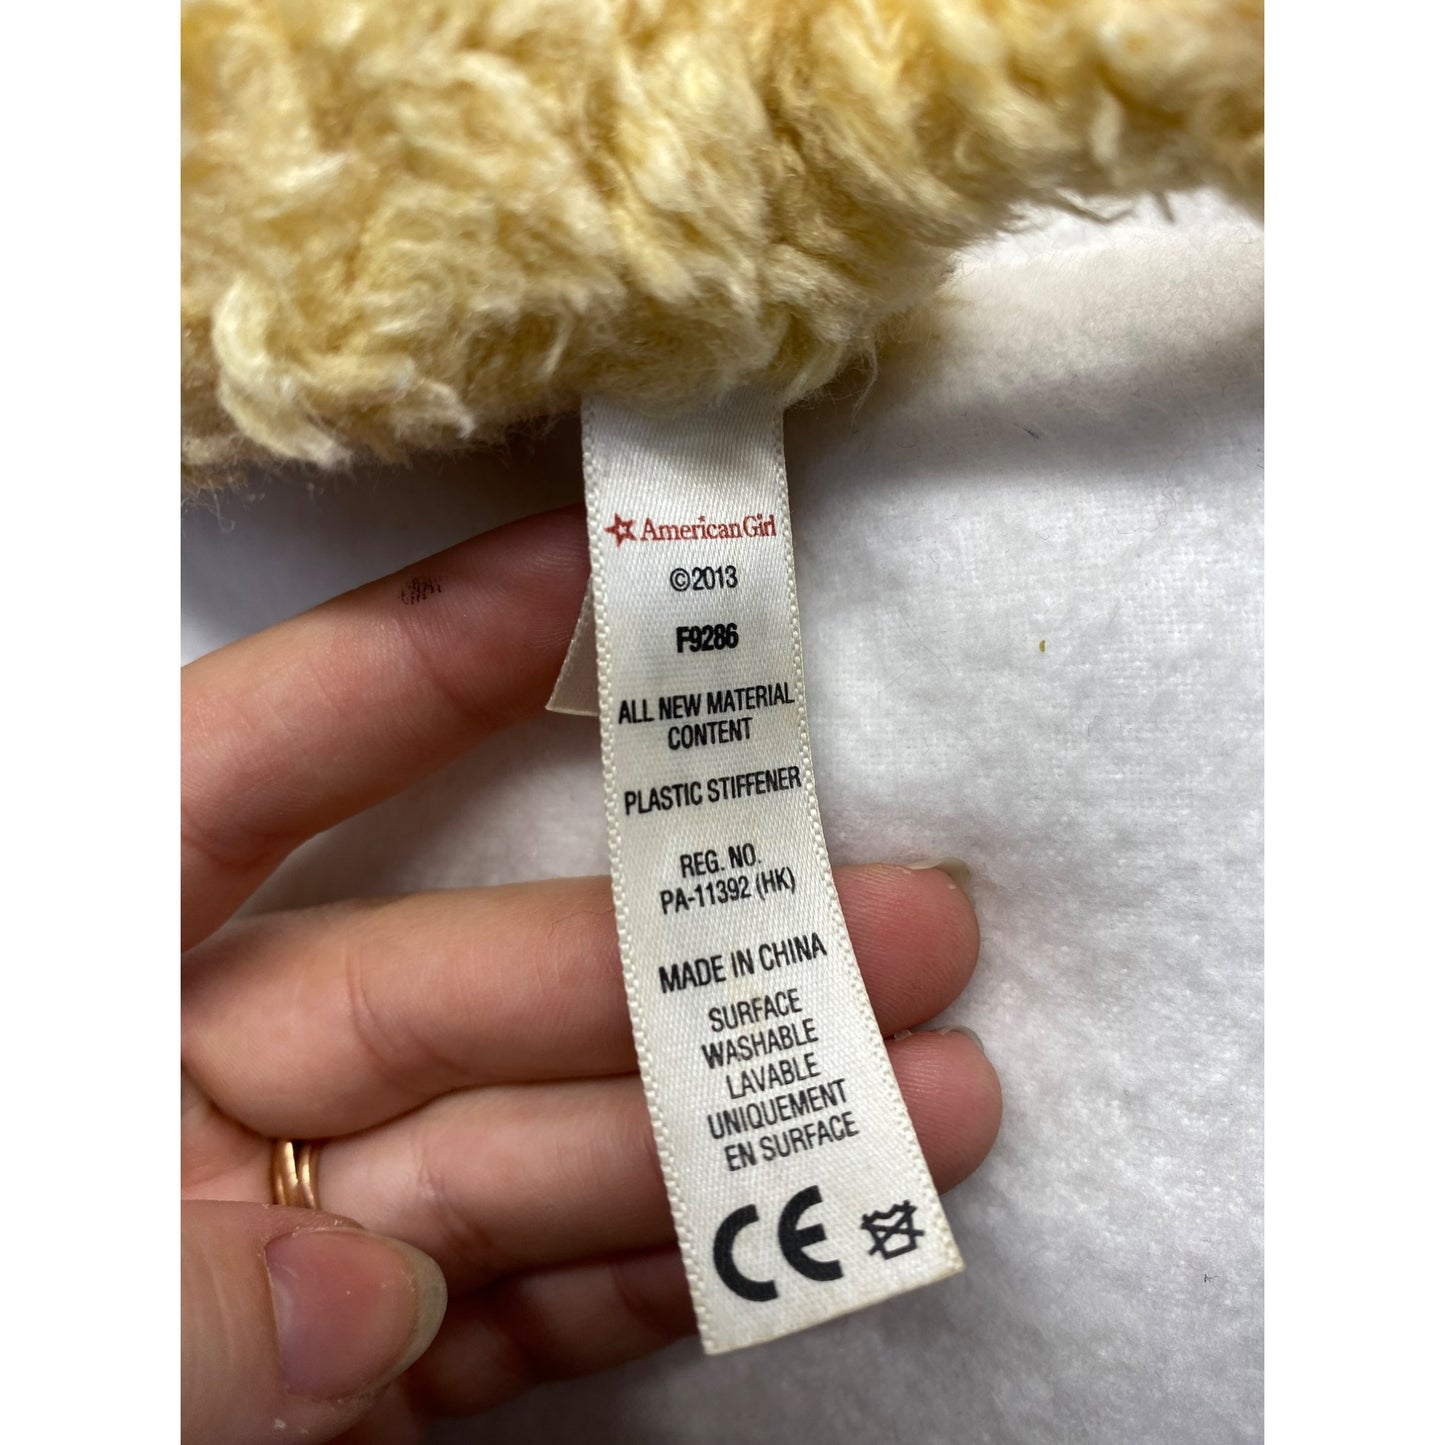 American Girl
©2013
F9286
ALL NEW MATERIAL
CONTENT
PLASTIC STIFFENER
REG. NO.
PA-11392 (HK)
MADE IN CHINA
SURFACE
WASHABLE
LAVABLE
UNIQUEMENT
EN SURFACE
CE